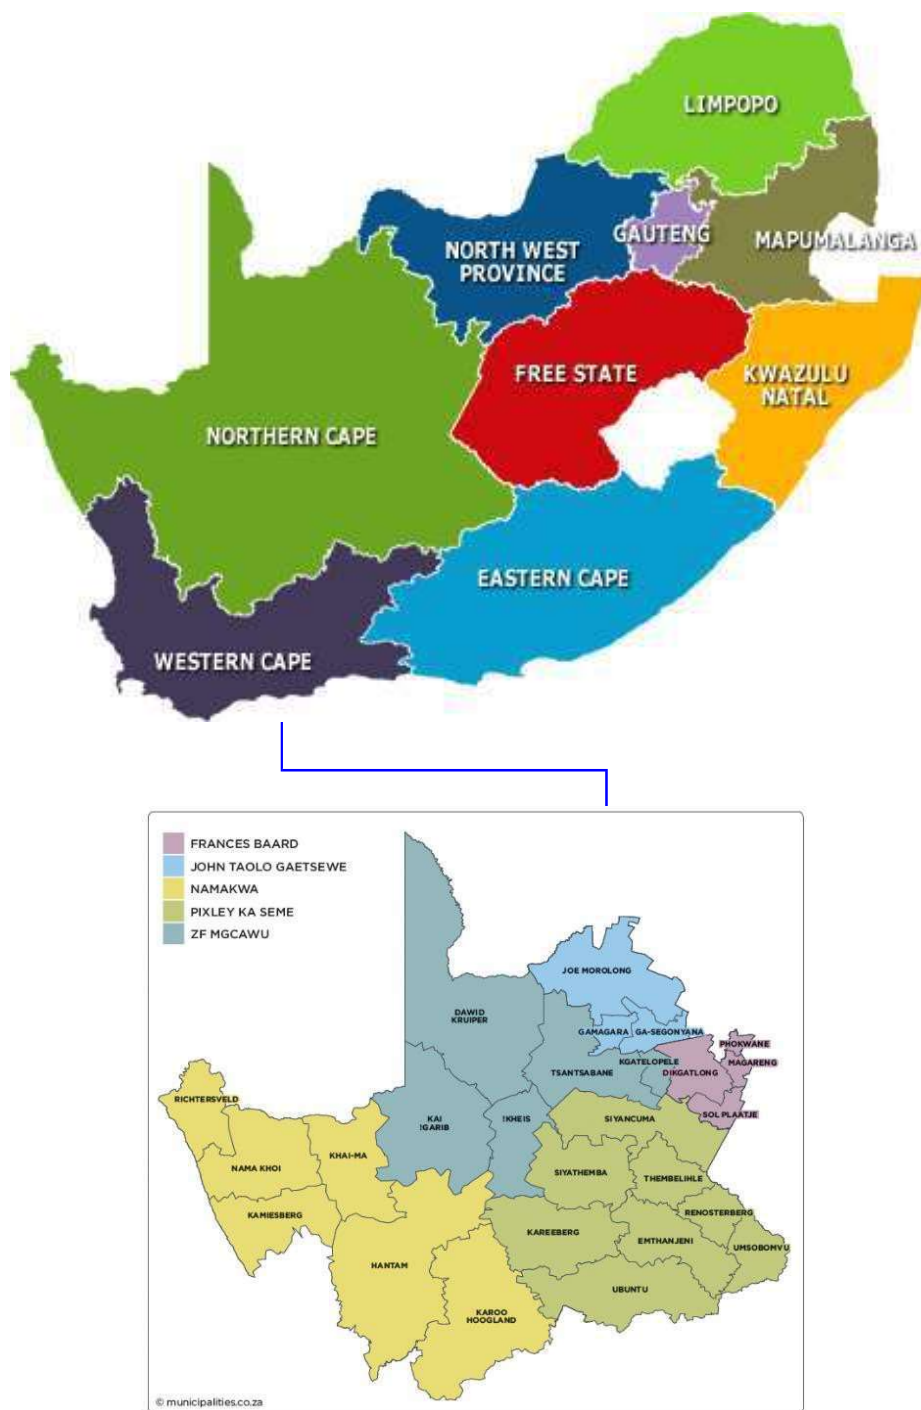 LIMPOPO
GAUTENG
MAPUMALANGA
NORTH WEST
PROVINCE
FREE STATE
KWAZULU
NATAL
NORTHERN CAPE
EASTERN CAPE
WESTERN CAPE
FRANCES BAARD
JOHN TAOLO GAETSEWE
NAMAKWA
PIXLEY KA SEME
ZF MGCAWU
JOE MOROLONG
DAWID
KRUIPER
GAMAGARA
GA-SEGONYANA
PHOKWANE
MAGARENG
KGATELOPELE
TSANTSABANE
DIKGATLONG
RICHTERSVELD
SOL PLAATJE
KAI
!GARIB
!KHEIS
SIYANCUMA
KHAI-MA
NAMA KHOI
SIYATHEMBA
THEMBELIHLE
KAMIESBERG
RENOSTERBERG
KAREEBERG
EMTHANJENI
UMSOBOMVU
HANTAM
UBUNTU
KAROO
HOOGLAND
© municipalities.co.za